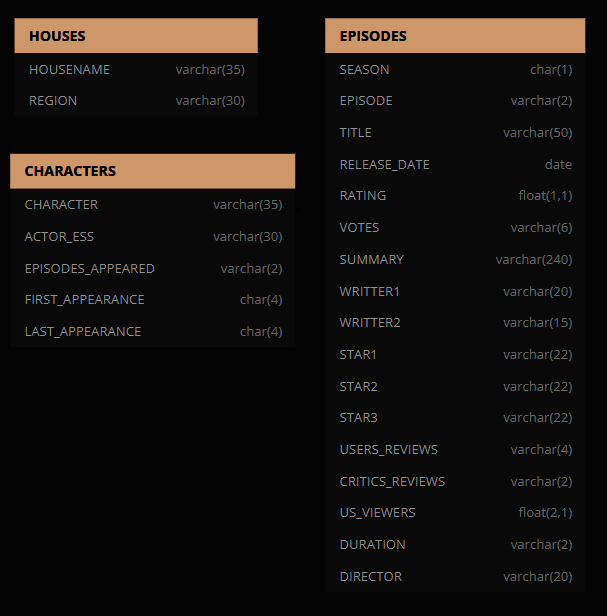 HOUSES
HOUSENAME varchar(35)
REGION varchar(30)
CHARACTERS
CHARACTER varchar(35)
ACTOR_ESS varchar(30)
EPISODES_APPEARED varchar(2)
FIRST_APPEARANCE char(4)
LAST_APPEARANCE char(4)
EPISODES
SEASON char(1)
EPISODE varchar(2)
TITLE varchar(50)
RELEASE_DATE date
RATING float(1,1)
VOTES varchar(6)
SUMMARY varchar(240)
WRITTER1 varchar(20)
WRITTER2 varchar(15)
STAR1 varchar(22)
STAR2 varchar(22)
STAR3 varchar(22)
USERS_REVIEWS varchar(4)
CRITICS_REVIEWS varchar(2)
US_VIEWERS float(2,1)
DURATION varchar(2)
DIRECTOR varchar(20)